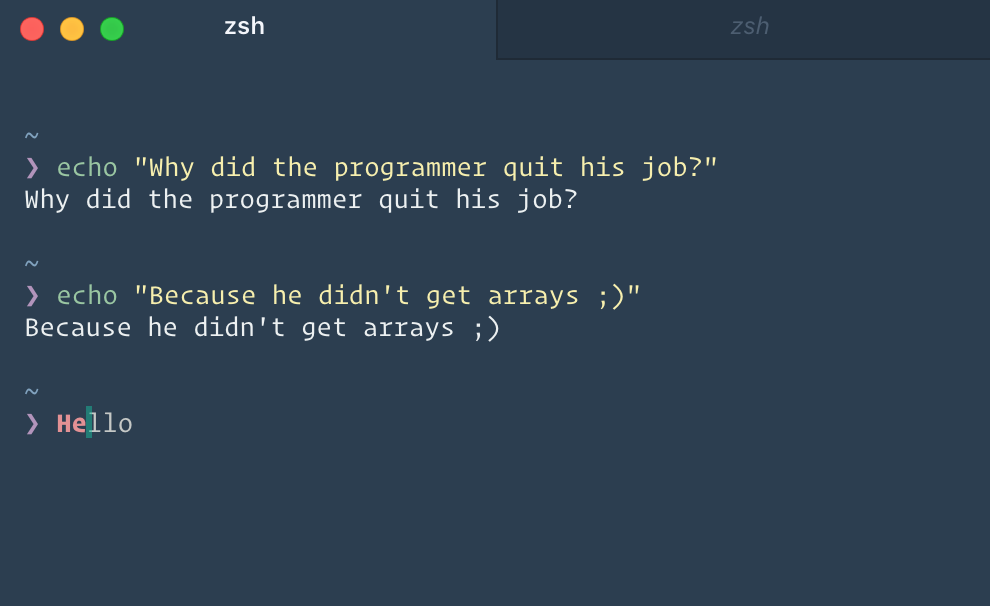 zsh
zsh
~
❯ echo "Why did the programmer quit his job?"
Why did the programmer quit his job?
~
❯ echo "Because he didn't get arrays ;)"
Because he didn't get arrays ;)
~
❯ Hello